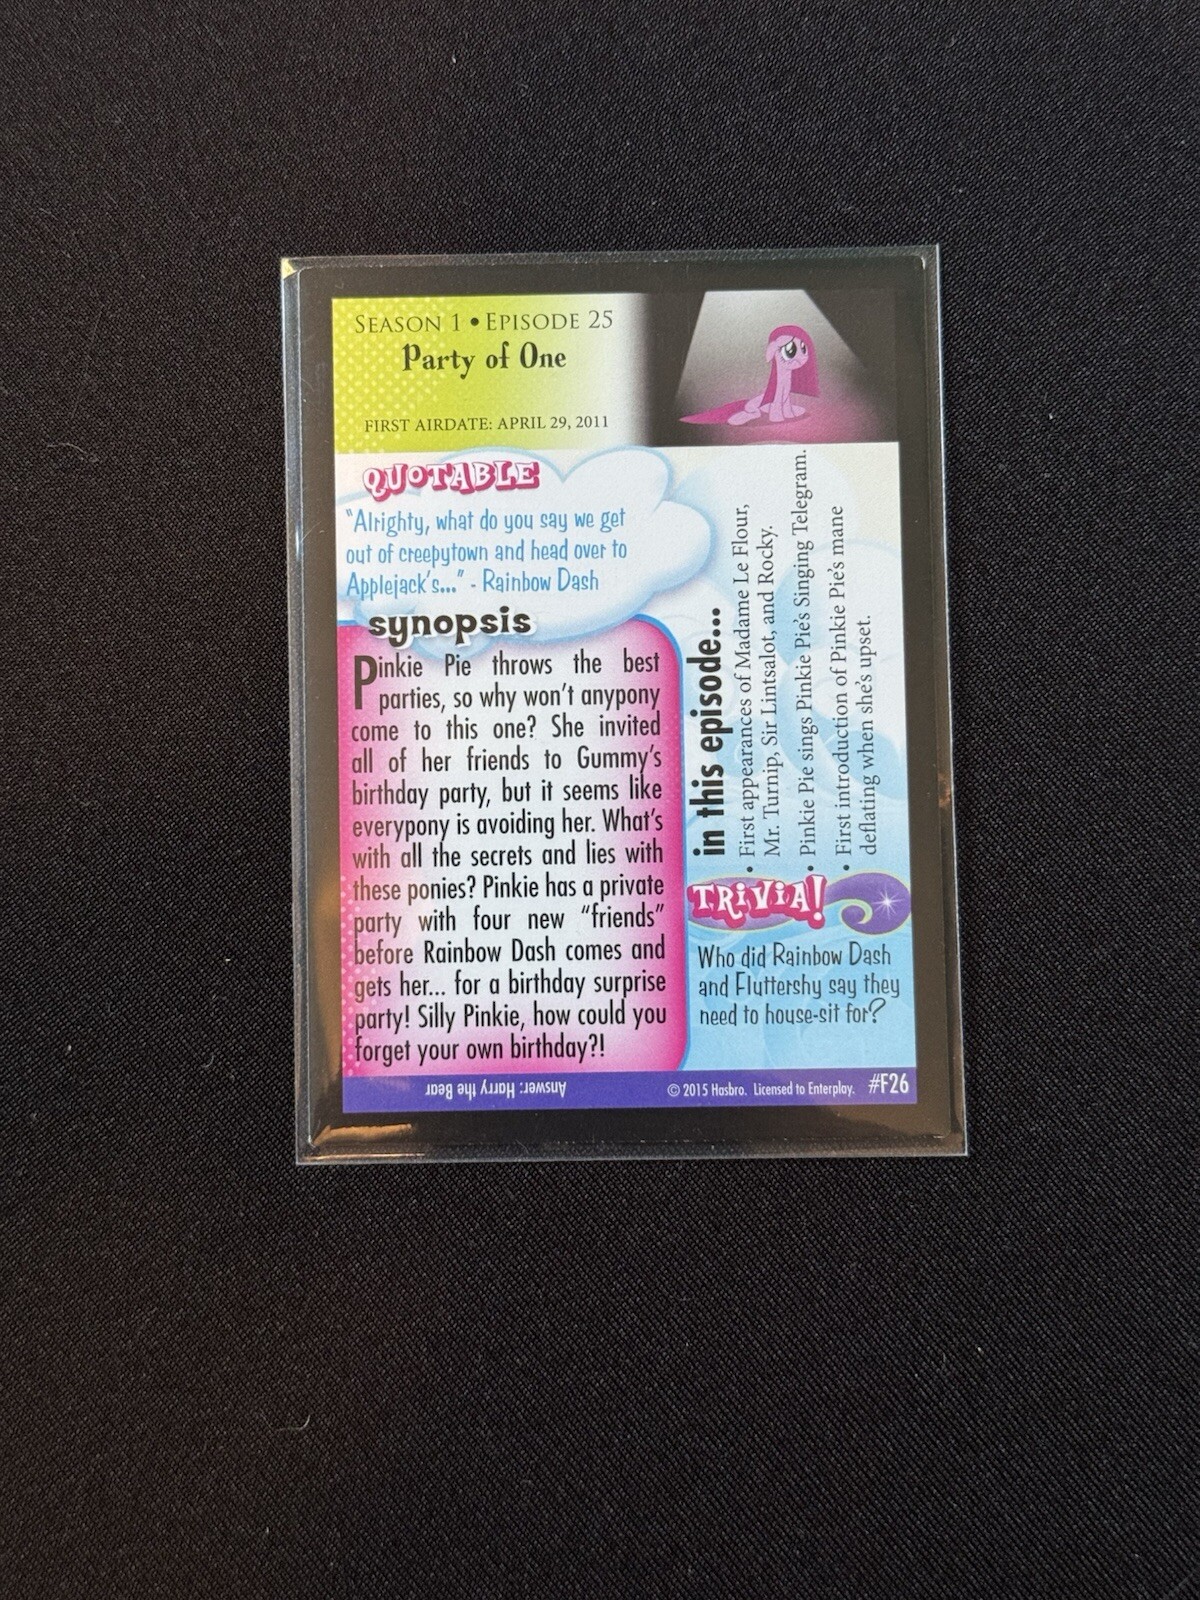 SEASON 1 • EPISODE 25
Party of One
FIRST AIRDATE: APRIL 29, 2011
QUOTABLE
"Alrighty, what do you say we get
out of creepytown and head over to
Applejack's..." - Rainbow Dash
synopsis
Pinkie Pie throws the best
parties, so why won't anypony
come to this one? She invited
all of her friends to Gummy's
birthday party, but it seems like
everypony is avoiding her. What's
with all the secrets and lies with
these ponies? Pinkie has a private
party with four new "friends"
before Rainbow Dash comes and
gets her... for a birthday surprise
party! Silly Pinkie, how could you
forget your own birthday?!
in this episode...
• First appearances of Madame Le Flour,
Mr. Turnip, Sir Lintsalot, and Rocky.
• Pinkie Pie sings Pinkie Pie's Singing Telegram.
• First introduction of Pinkie Pie's mane
deflating when she's upset.
TRIVIA!
Who did Rainbow Dash
and Fluttershy say they
need to house-sit for?
Answer: Harry the Bear
© 2015 Hasbro. Licensed to Enterplay. #F26